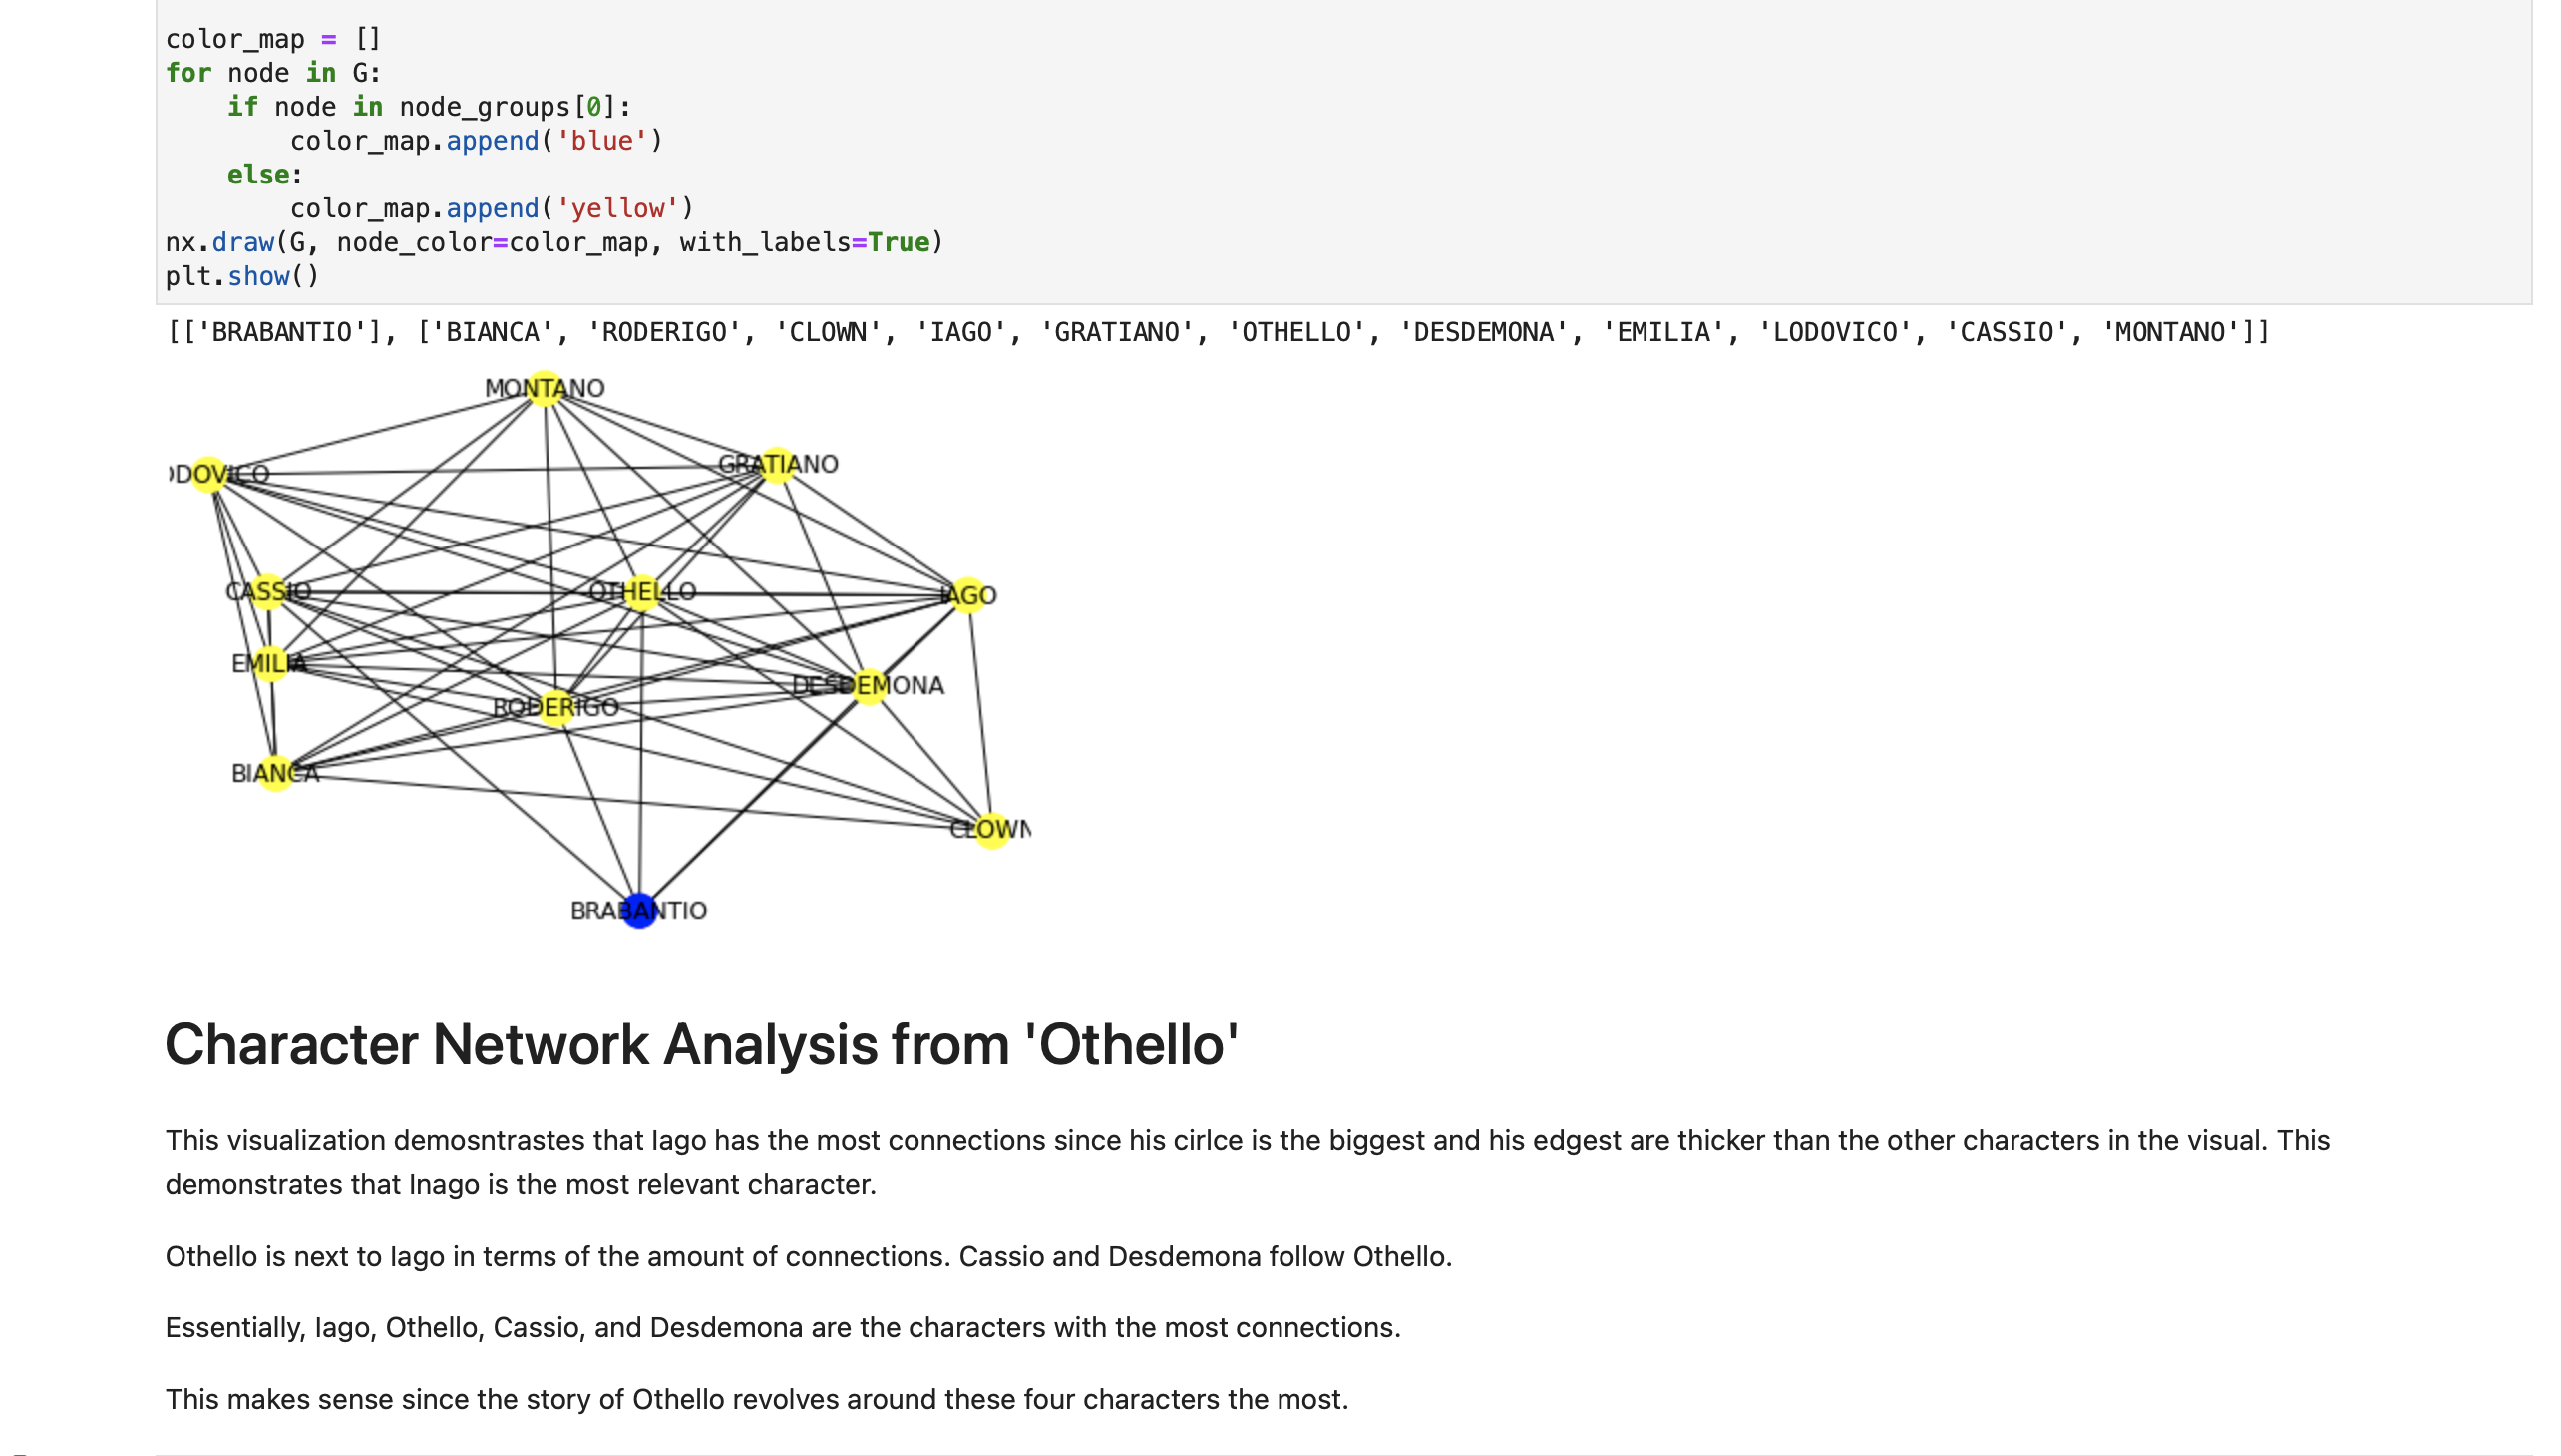 color_map = []
for node in G:
    if node in node_groups[0]:
        color_map.append('blue')
    else:
        color_map.append('yellow')
nx.draw(G, node_color=color_map, with_labels=True)
plt.show()
[['BRABANTIO'], ['BIANCA', 'RODERIGO', 'CLOWN', 'IAGO', 'GRATIANO', 'OTHELLO', 'DESDEMONA', 'EMILIA', 'LODOVICO', 'CASSIO', 'MONTANO']]
MONTANO
GRATIANO
DOVICO
CASSIO
OTHELLO
IAGO
EMILIA
DESDEMONA
RODERIGO
BIANCA
CLOWN
BRABANTIO
Character Network Analysis from 'Othello'
This visualization demosntrastes that Iago has the most connections since his cirlce is the biggest and his edgest are thicker than the other characters in the visual. This
demonstrates that Inago is the most relevant character.
Othello is next to Iago in terms of the amount of connections. Cassio and Desdemona follow Othello.
Essentially, Iago, Othello, Cassio, and Desdemona are the characters with the most connections.
This makes sense since the story of Othello revolves around these four characters the most.